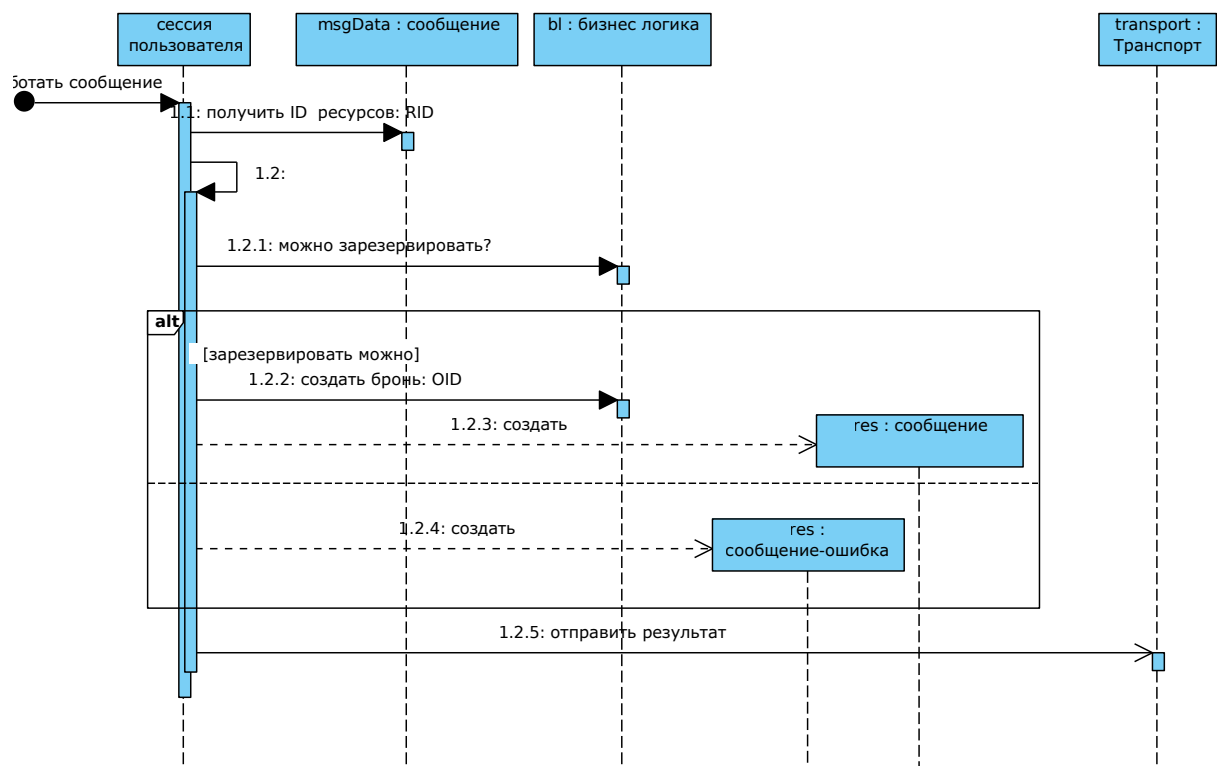 сессия
пользователя
msgData : сообщение
bl : бизнес логика
transport :
Транспорт
ботать сообщение
1.1: получить ID ресурсов: RID
1.2:
1.2.1: можно зарезервировать?
alt
[зарезервировать можно]
1.2.2: создать бронь: OID
1.2.3: создать
res : сообщение
1.2.4: создать
res :
сообщение-ошибка
1.2.5: отправить результат